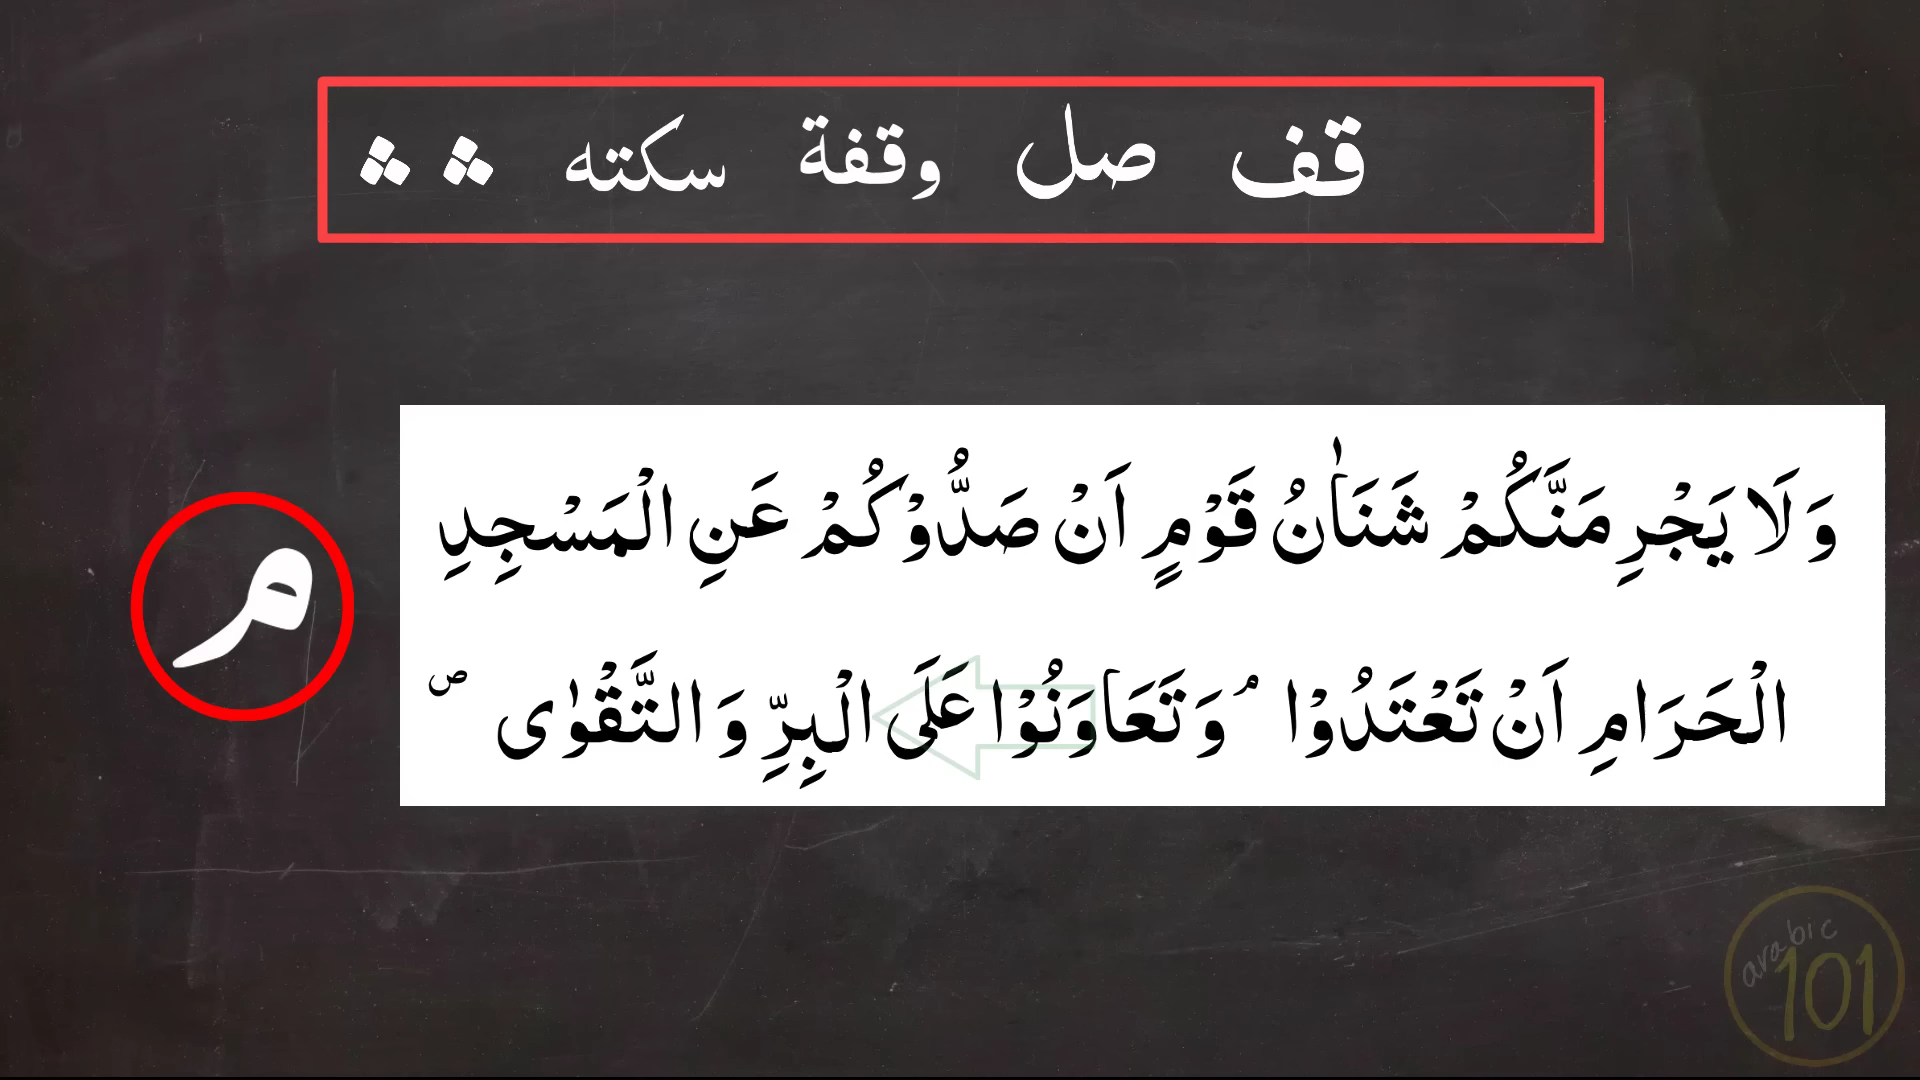 قف صل وقفة سكته ∴ ∴
م
وَلَا يَجْرِمَنَّكُمْ شَنَاٰنُ قَوْمٍ اَنْ صَدُّوْكُمْ عَنِ الْمَسْجِدِ
الْحَرَامِ اَنْ تَعْتَدُوْا ۘ وَتَعَاوَنُوْا عَلَى الْبِرِّ وَ التَّقْوٰى ۖ ص
arabic
101